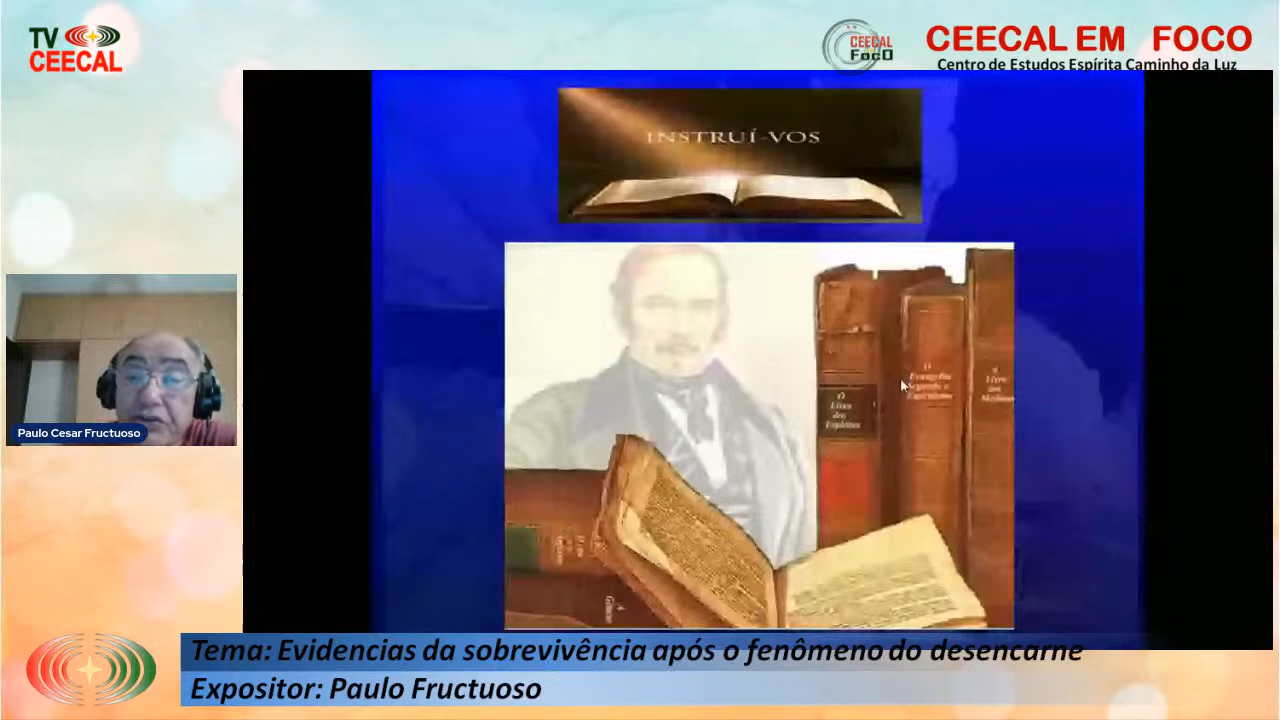 TV
CEECAL
CEECAL
FocO
CEECAL EM FOCO
Centro de Estudos Espírita Caminho da Luz
INSTRUÍ-VOS
O
Livro
dos
Espíritos
O
Evangelho
Segundo o
Espiritismo
O
Livro
dos
Médiuns
A
Gênese
Paulo Cesar Fructuoso
Tema: Evidencias da sobrevivência após o fenômeno do desencarne
Expositor: Paulo Fructuoso